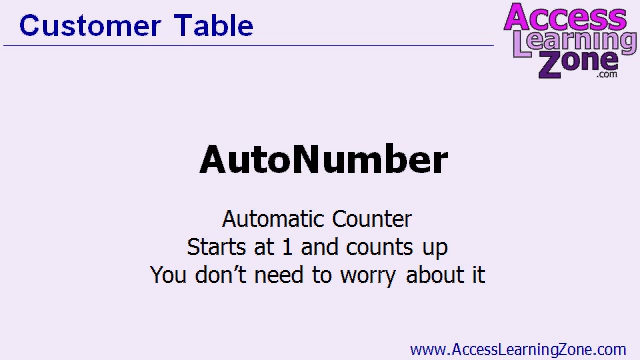 Customer Table
Access
Learning
Zone
.com
AutoNumber
Automatic Counter
Starts at 1 and counts up
You don't need to worry about it
www.AccessLearningZone.com